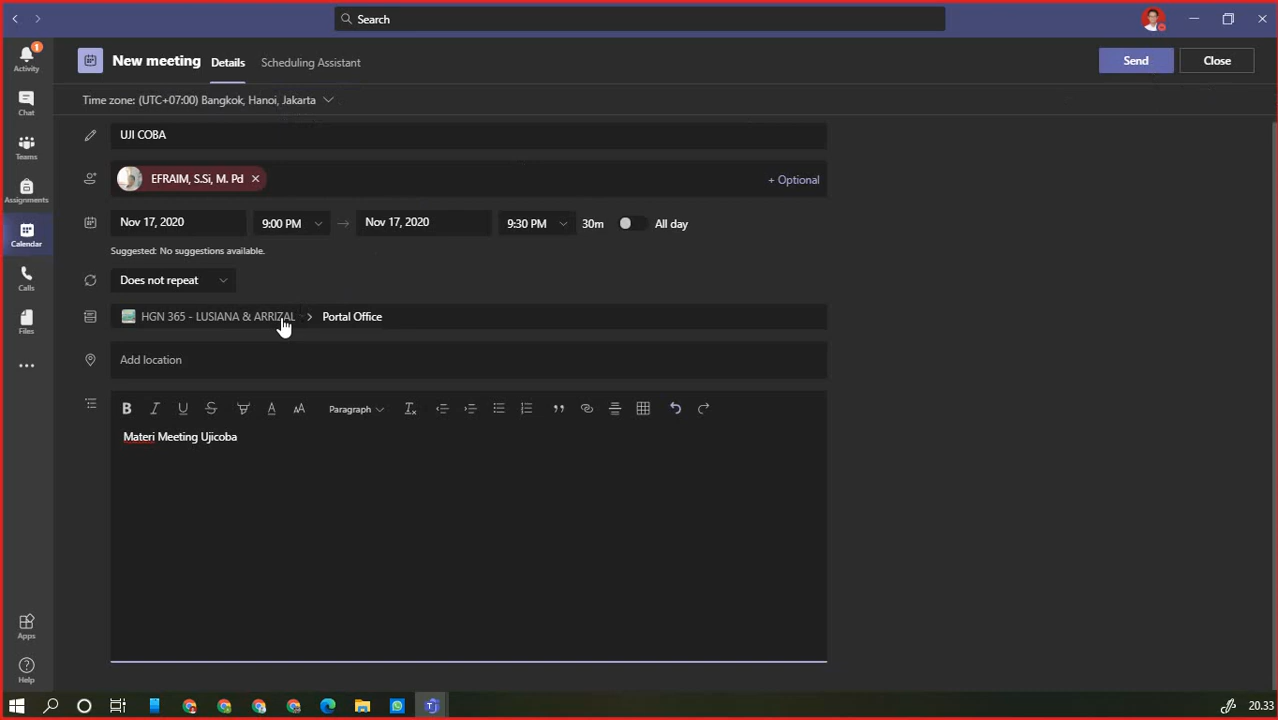 Search
Activity
1
Chat
Teams
Assignments
Calendar
Calls
Files
Apps
Help
New meeting Details Scheduling Assistant Send Close
Time zone: (UTC+07:00) Bangkok, Hanoi, Jakarta
UJI COBA
EFRAIM, S.Si, M. Pd × + Optional
Nov 17, 2020 9:00 PM → Nov 17, 2020 9:30 PM 30m All day
Suggested: No suggestions available.
Does not repeat
HGN 365 - LUSIANA & ARRIZAL > Portal Office
Add location
B I U S A AA Paragraph Tx
Materi Meeting Ujicoba
20.33